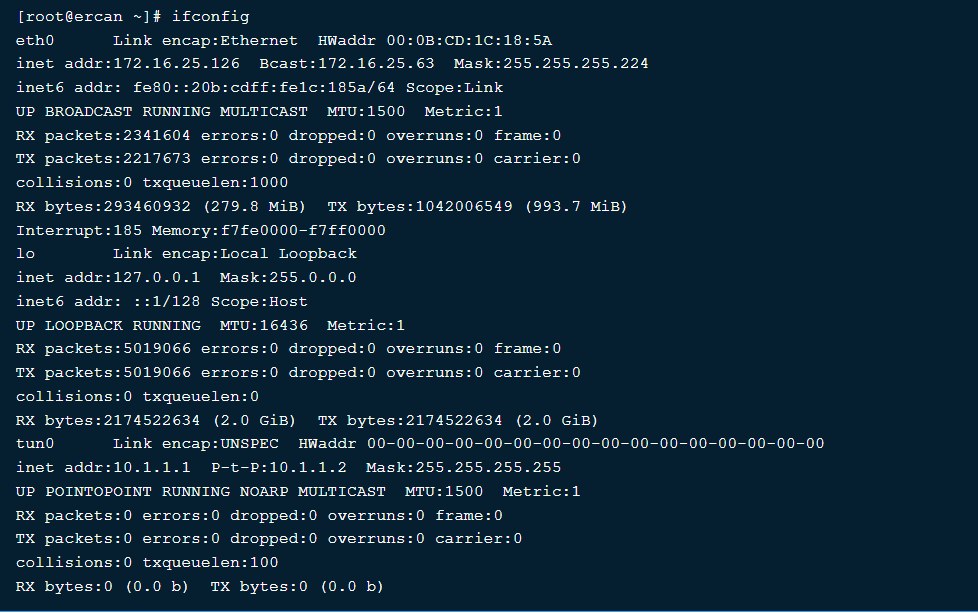 [root@ercan ~]# ifconfig
eth0      Link encap:Ethernet  HWaddr 00:0B:CD:1C:18:5A
inet addr:172.16.25.126  Bcast:172.16.25.63  Mask:255.255.255.224
inet6 addr: fe80::20b:cdff:fe1c:185a/64 Scope:Link
UP BROADCAST RUNNING MULTICAST  MTU:1500  Metric:1
RX packets:2341604 errors:0 dropped:0 overruns:0 frame:0
TX packets:2217673 errors:0 dropped:0 overruns:0 carrier:0
collisions:0 txqueuelen:1000
RX bytes:293460932 (279.8 MiB)  TX bytes:1042006549 (993.7 MiB)
Interrupt:185 Memory:f7fe0000-f7ff0000
lo        Link encap:Local Loopback
inet addr:127.0.0.1  Mask:255.0.0.0
inet6 addr: ::1/128 Scope:Host
UP LOOPBACK RUNNING  MTU:16436  Metric:1
RX packets:5019066 errors:0 dropped:0 overruns:0 frame:0
TX packets:5019066 errors:0 dropped:0 overruns:0 carrier:0
collisions:0 txqueuelen:0
RX bytes:2174522634 (2.0 GiB)  TX bytes:2174522634 (2.0 GiB)
tun0      Link encap:UNSPEC  HWaddr 00-00-00-00-00-00-00-00-00-00-00-00-00-00-00-00
inet addr:10.1.1.1  P-t-P:10.1.1.2  Mask:255.255.255.255
UP POINTOPOINT RUNNING NOARP MULTICAST  MTU:1500  Metric:1
RX packets:0 errors:0 dropped:0 overruns:0 frame:0
TX packets:0 errors:0 dropped:0 overruns:0 carrier:0
collisions:0 txqueuelen:100
RX bytes:0 (0.0 b)  TX bytes:0 (0.0 b)